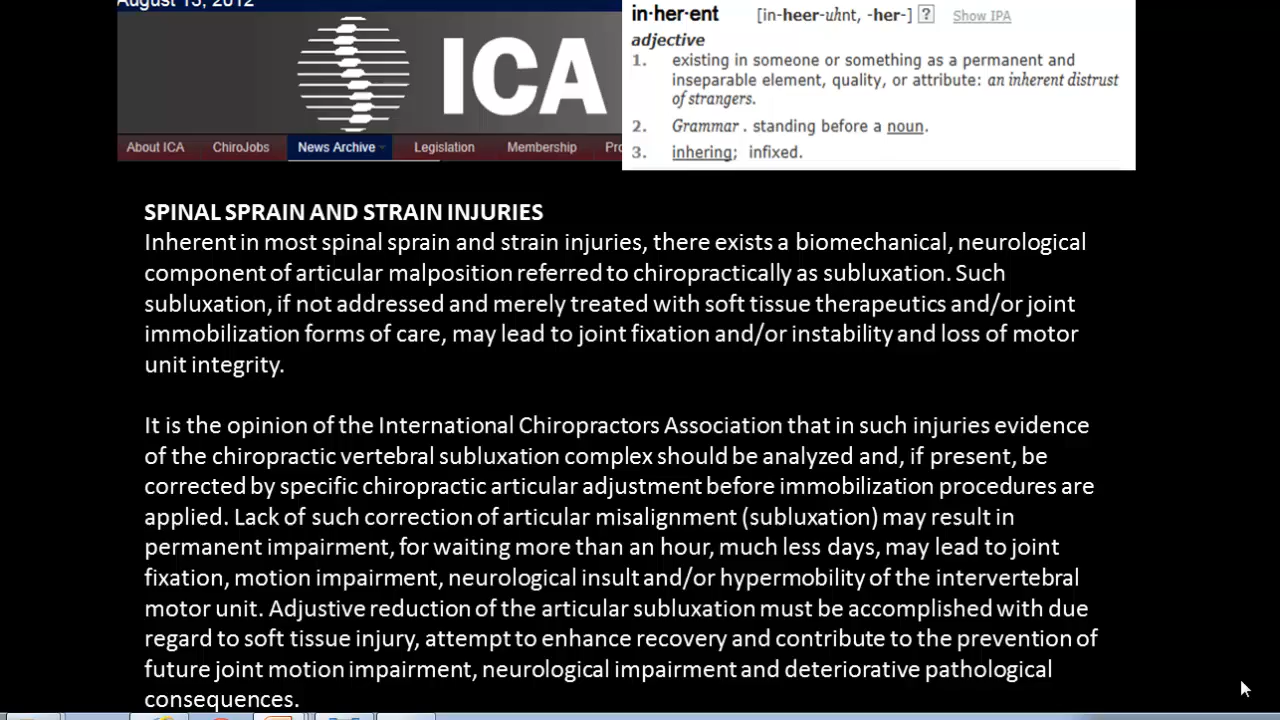 August 13, 2012
ICA
About ICA ChiroJobs News Archive Legislation Membership Pro
in·her·ent [in-heer-uhnt, -her-] ? Show IPA
adjective
1. existing in someone or something as a permanent and
inseparable element, quality, or attribute: an inherent distrust
of strangers.
2. Grammar . standing before a noun.
3. inhering; infixed.
SPINAL SPRAIN AND STRAIN INJURIES
Inherent in most spinal sprain and strain injuries, there exists a biomechanical, neurological
component of articular malposition referred to chiropractically as subluxation. Such
subluxation, if not addressed and merely treated with soft tissue therapeutics and/or joint
immobilization forms of care, may lead to joint fixation and/or instability and loss of motor
unit integrity.
It is the opinion of the International Chiropractors Association that in such injuries evidence
of the chiropractic vertebral subluxation complex should be analyzed and, if present, be
corrected by specific chiropractic articular adjustment before immobilization procedures are
applied. Lack of such correction of articular misalignment (subluxation) may result in
permanent impairment, for waiting more than an hour, much less days, may lead to joint
fixation, motion impairment, neurological insult and/or hypermobility of the intervertebral
motor unit. Adjustive reduction of the articular subluxation must be accomplished with due
regard to soft tissue injury, attempt to enhance recovery and contribute to the prevention of
future joint motion impairment, neurological impairment and deteriorative pathological
consequences.